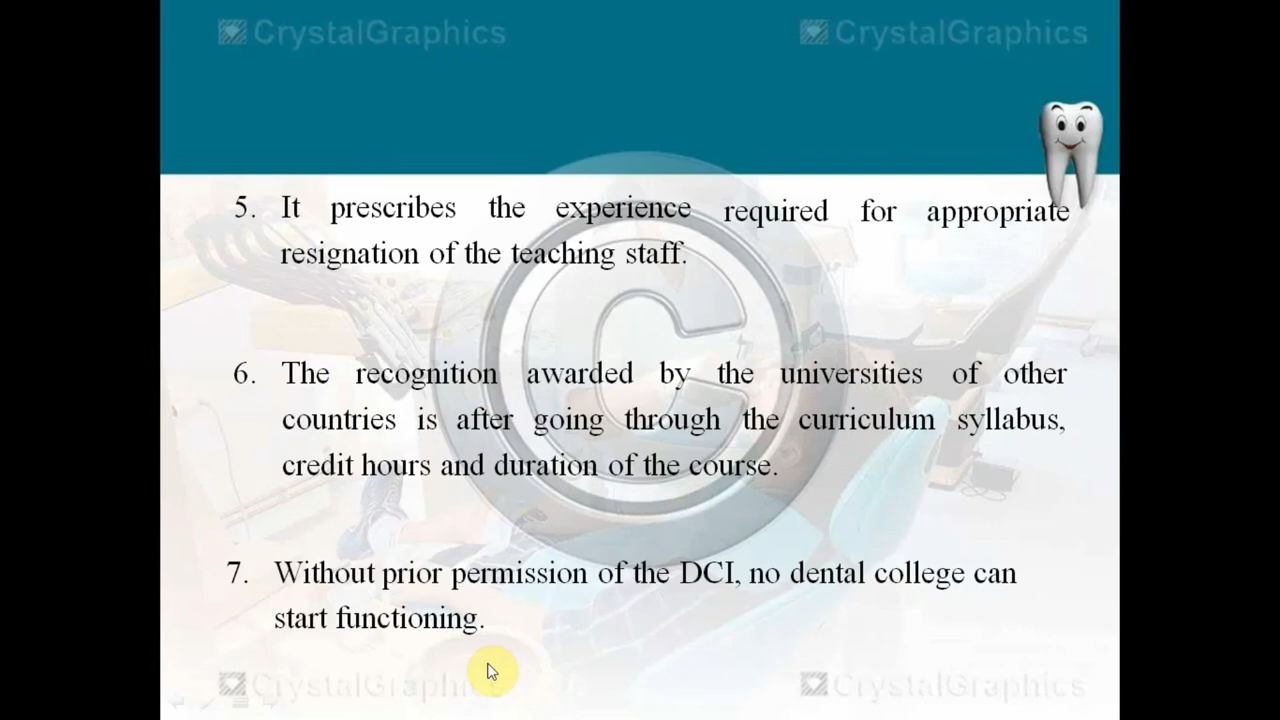 CrystalGraphics CrystalGraphics
5. It prescribes the experience required for appropriate
resignation of the teaching staff.
6. The recognition awarded by the universities of other
countries is after going through the curriculum syllabus,
credit hours and duration of the course.
7. Without prior permission of the DCI, no dental college can
start functioning.
CrystalGraphics CrystalGraphics